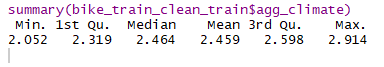 summary(bike_train_clean_train$agg_climate)
Min. 1st Qu. Median Mean 3rd Qu. Max.
2.052 2.319 2.464 2.459 2.598 2.914